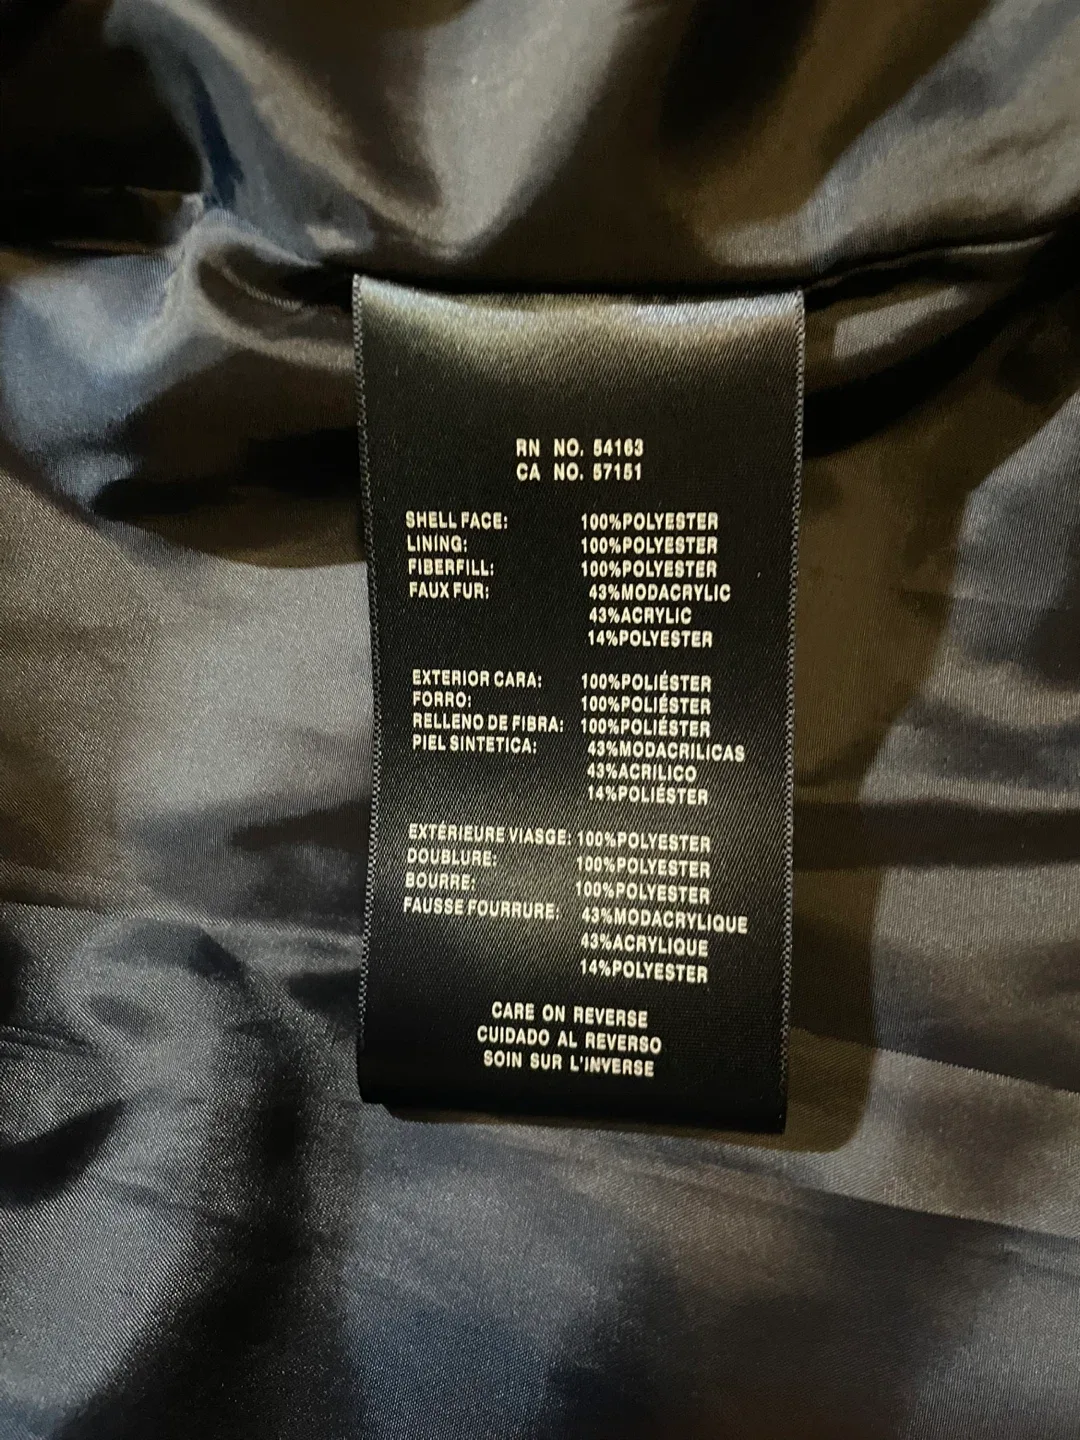 RN NO. 54163
CA NO. 57151
SHELL FACE: 100%POLYESTER
LINING: 100%POLYESTER
FIBERFILL: 100%POLYESTER
FAUX FUR: 43%MODACRYLIC
43%ACRYLIC
14%POLYESTER
EXTERIOR CARA: 100%POLIÉSTER
FORRO: 100%POLIÉSTER
RELLENO DE FIBRA: 100%POLIÉSTER
PIEL SINTETICA: 43%MODACRILICAS
43%ACRILICO
14%POLIÉSTER
EXTÉRIEURE VIASGE: 100%POLYESTER
DOUBLURE: 100%POLYESTER
BOURRE: 100%POLYESTER
FAUSSE FOURRURE: 43%MODACRYLIQUE
43%ACRYLIQUE
14%POLYESTER
CARE ON REVERSE
CUIDADO AL REVERSO
SOIN SUR L'INVERSE